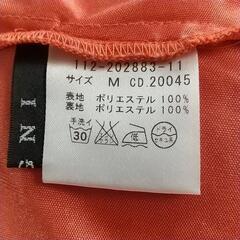 112-202883-11
サイズ M CD.20045
表地 ポリエステル 100%
裏地 ポリエステル 100%
手洗イ
30
低
ドライ
セキユ系